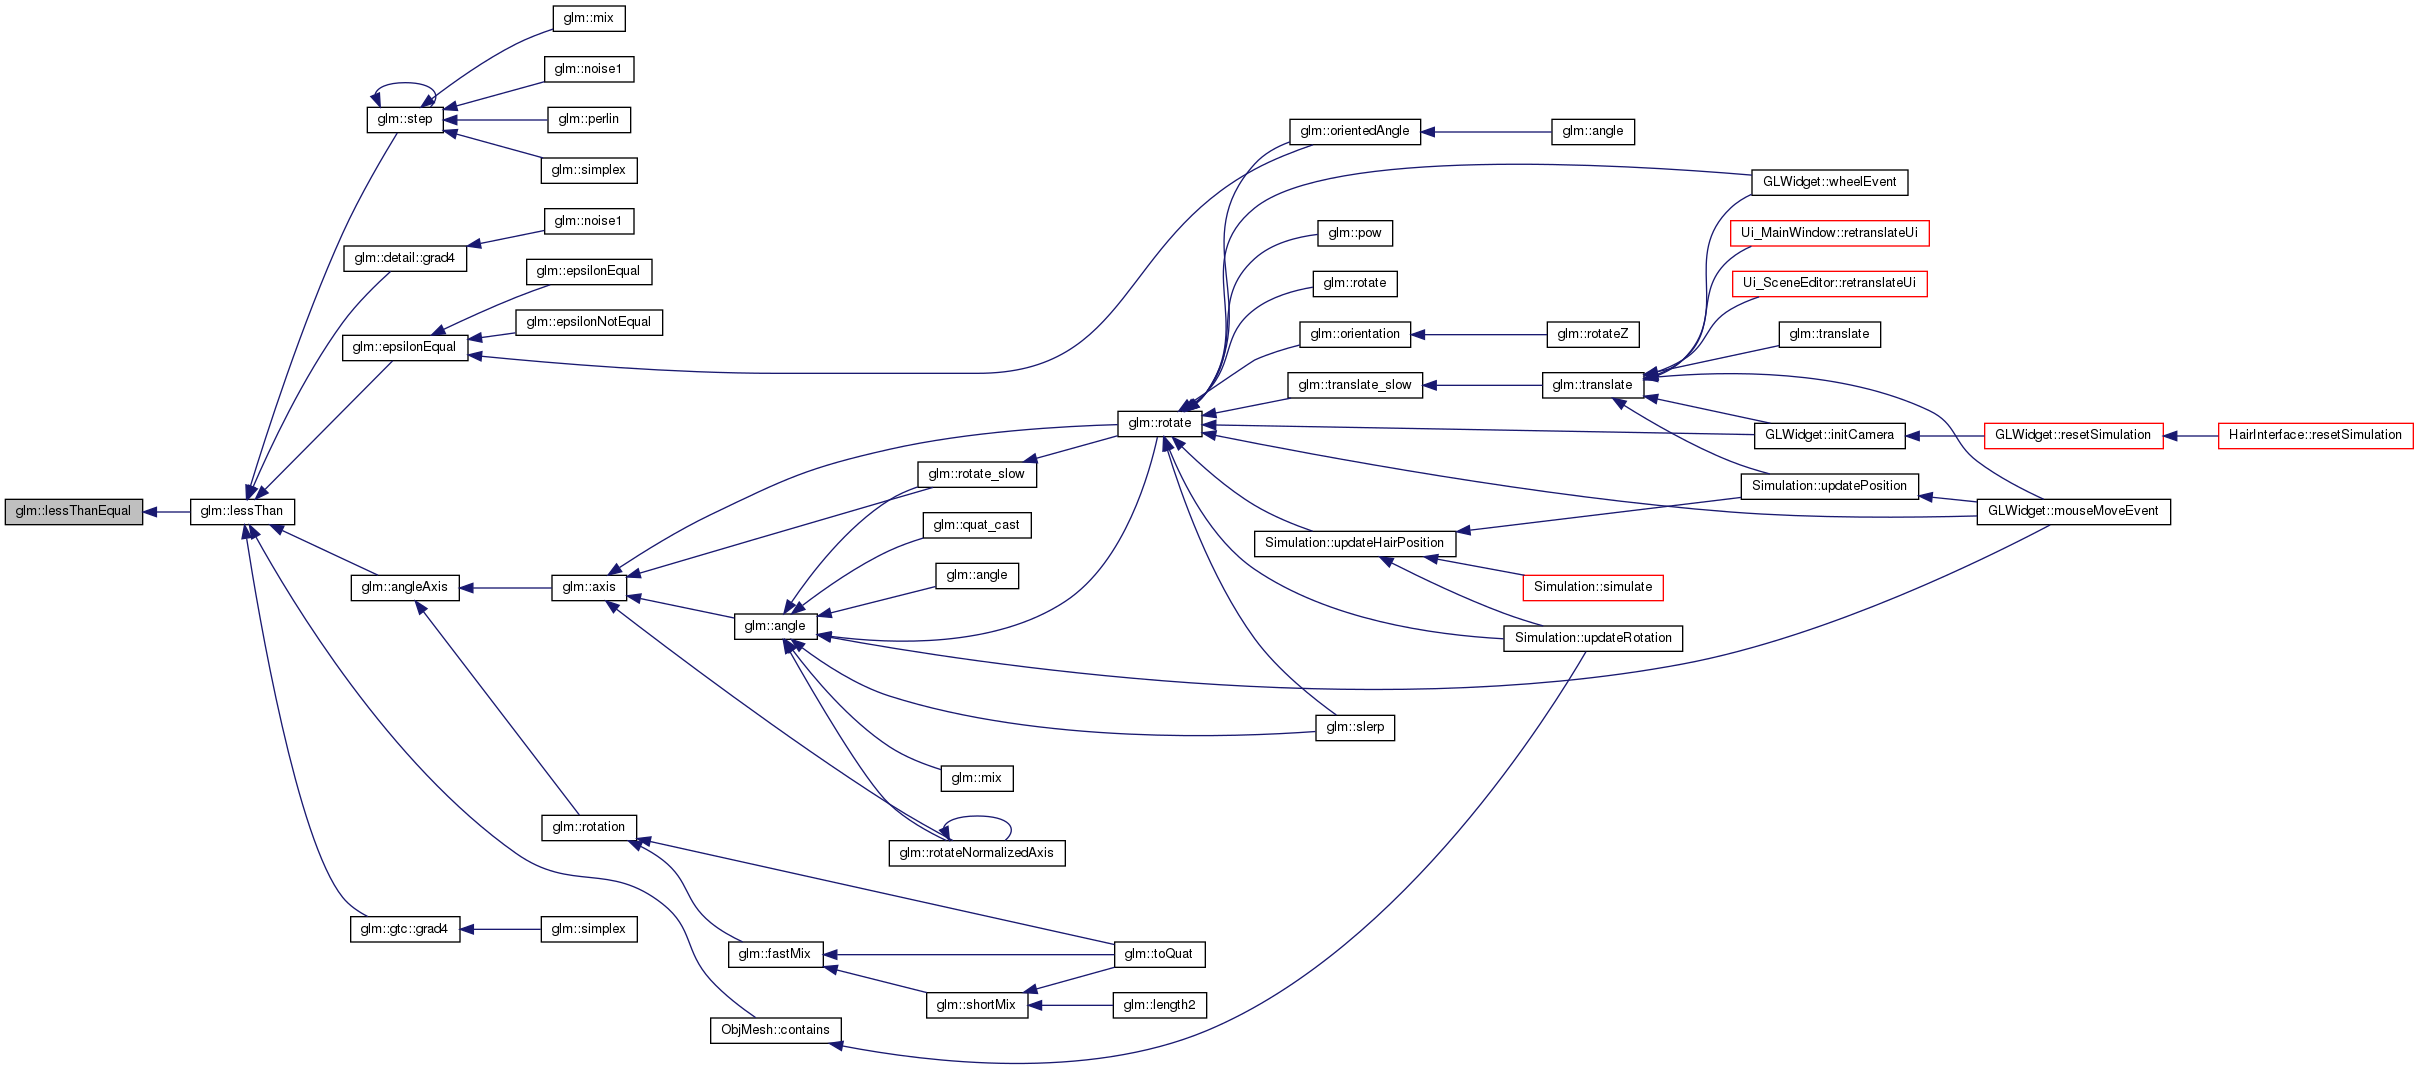 glm::mix
glm::noise1
glm::step
glm::perlin
glm::simplex
glm::orientedAngle
glm::angle
GLWidget::wheelEvent
glm::noise1
glm::detail::grad4
glm::pow
Ui_MainWindow::retranslateUi
glm::epsilonEqual
glm::rotate
Ui_SceneEditor::retranslateUi
glm::epsilonNotEqual
glm::epsilonEqual
glm::orientation
glm::rotateZ
glm::translate
glm::translate_slow
glm::translate
glm::rotate
GLWidget::initCamera
GLWidget::resetSimulation
HairInterface::resetSimulation
glm::rotate_slow
Simulation::updatePosition
glm::lessThanEqual
glm::lessThan
GLWidget::mouseMoveEvent
glm::quat_cast
Simulation::updateHairPosition
glm::angle
glm::angleAxis
glm::axis
Simulation::simulate
glm::angle
Simulation::updateRotation
glm::slerp
glm::mix
glm::rotation
glm::rotateNormalizedAxis
glm::gtc::grad4
glm::simplex
glm::fastMix
glm::toQuat
glm::shortMix
glm::length2
ObjMesh::contains